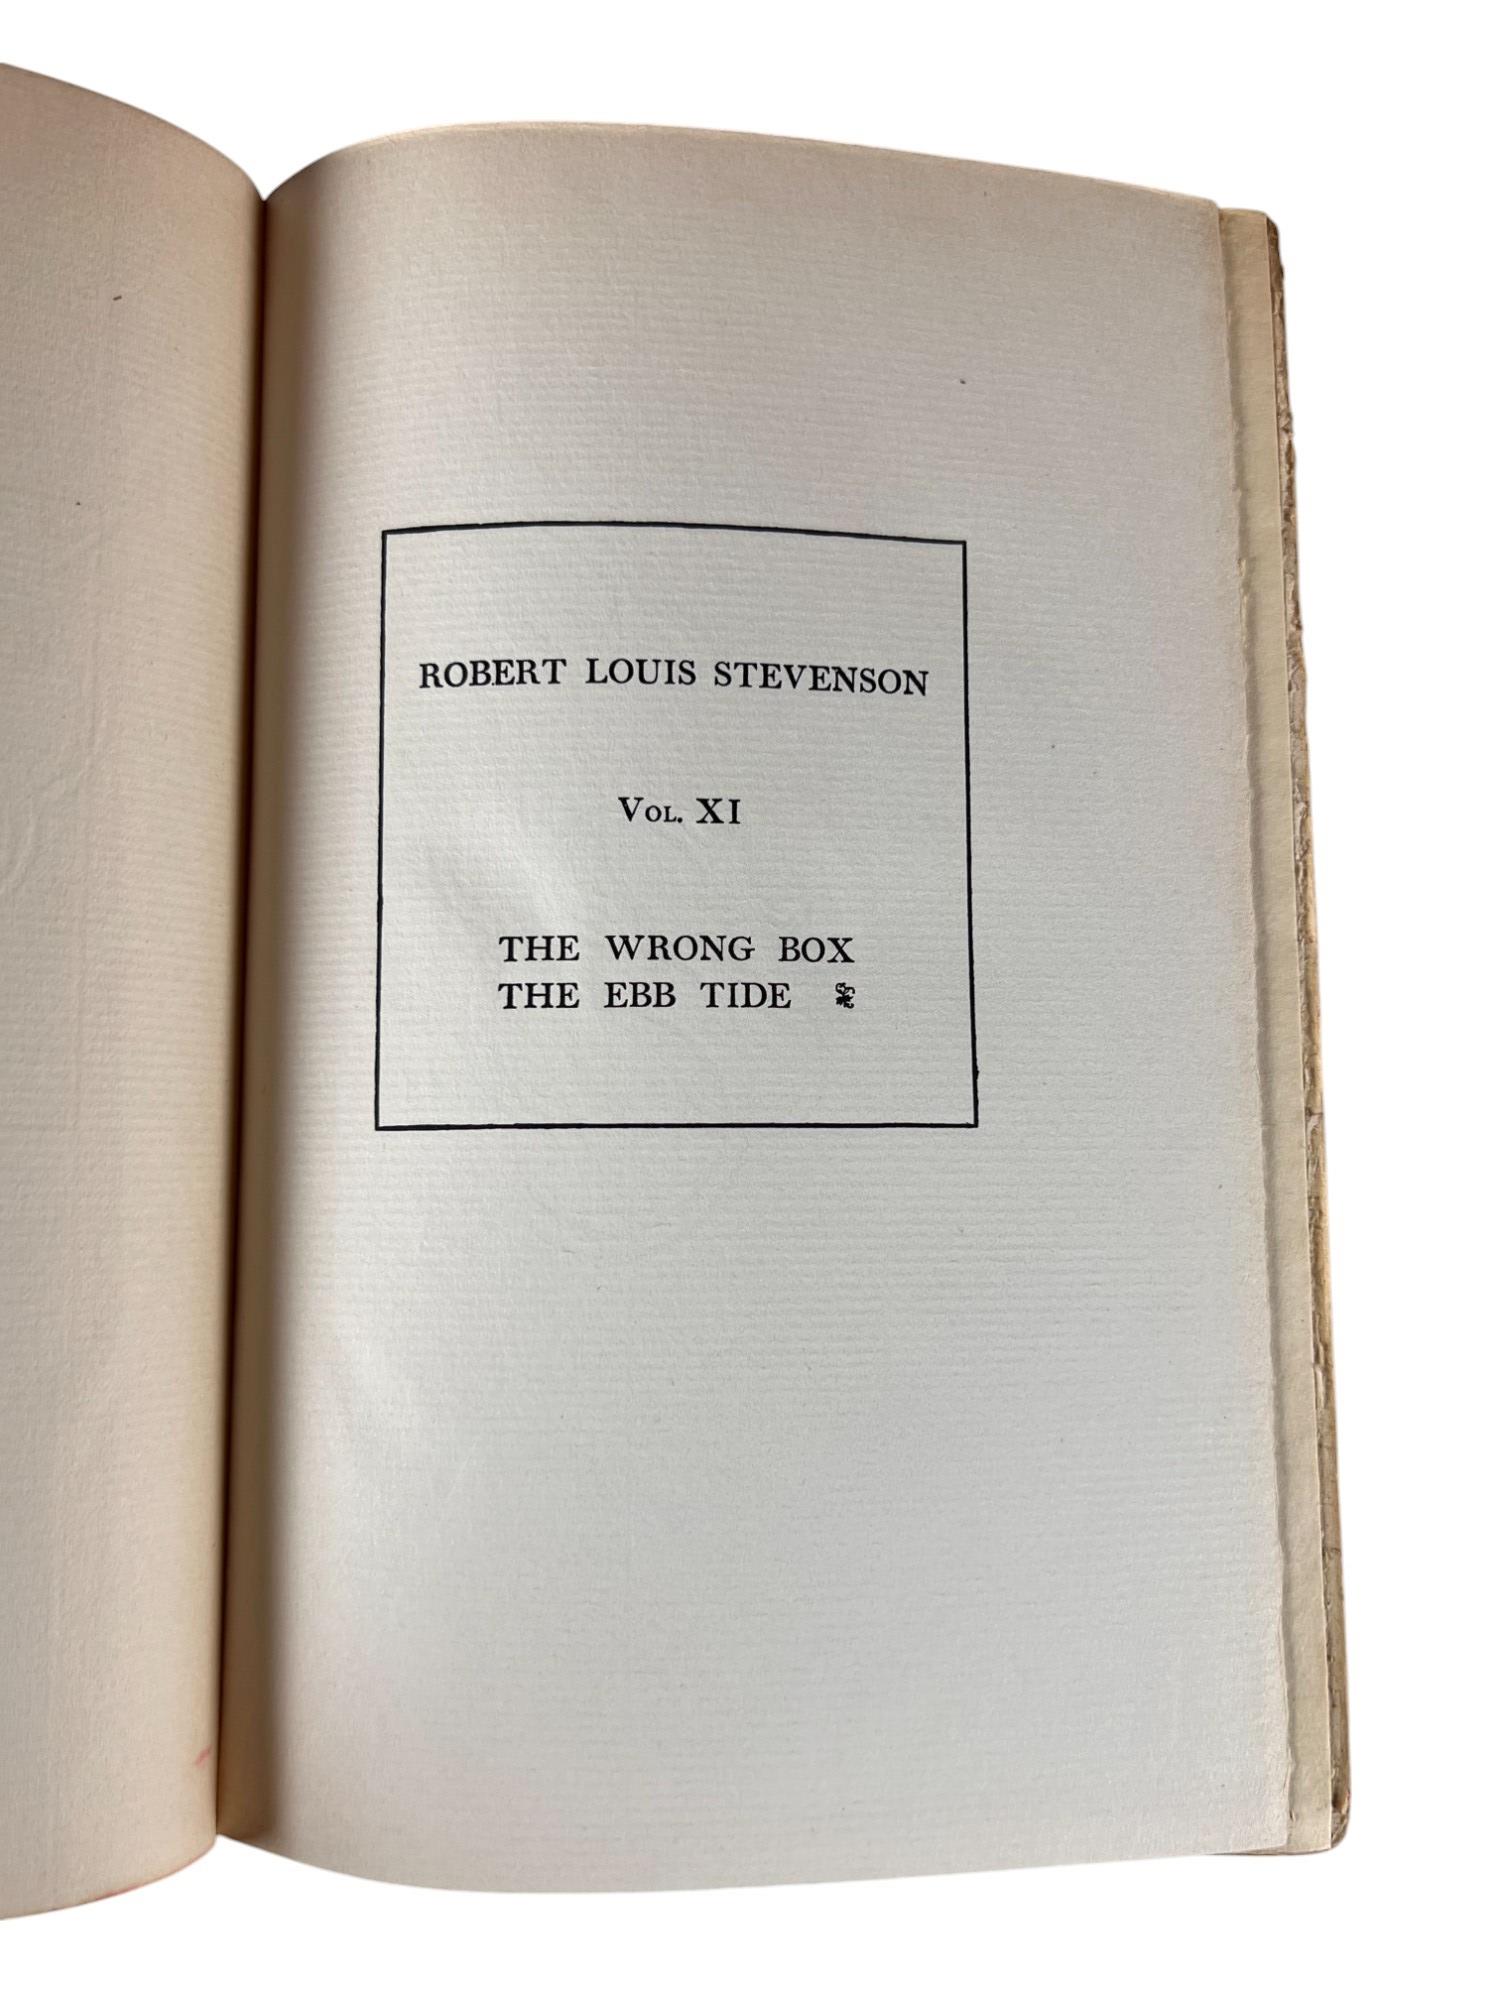 ROBERT LOUIS STEVENSON
VOL. XI
THE WRONG BOX
THE EBB TIDE